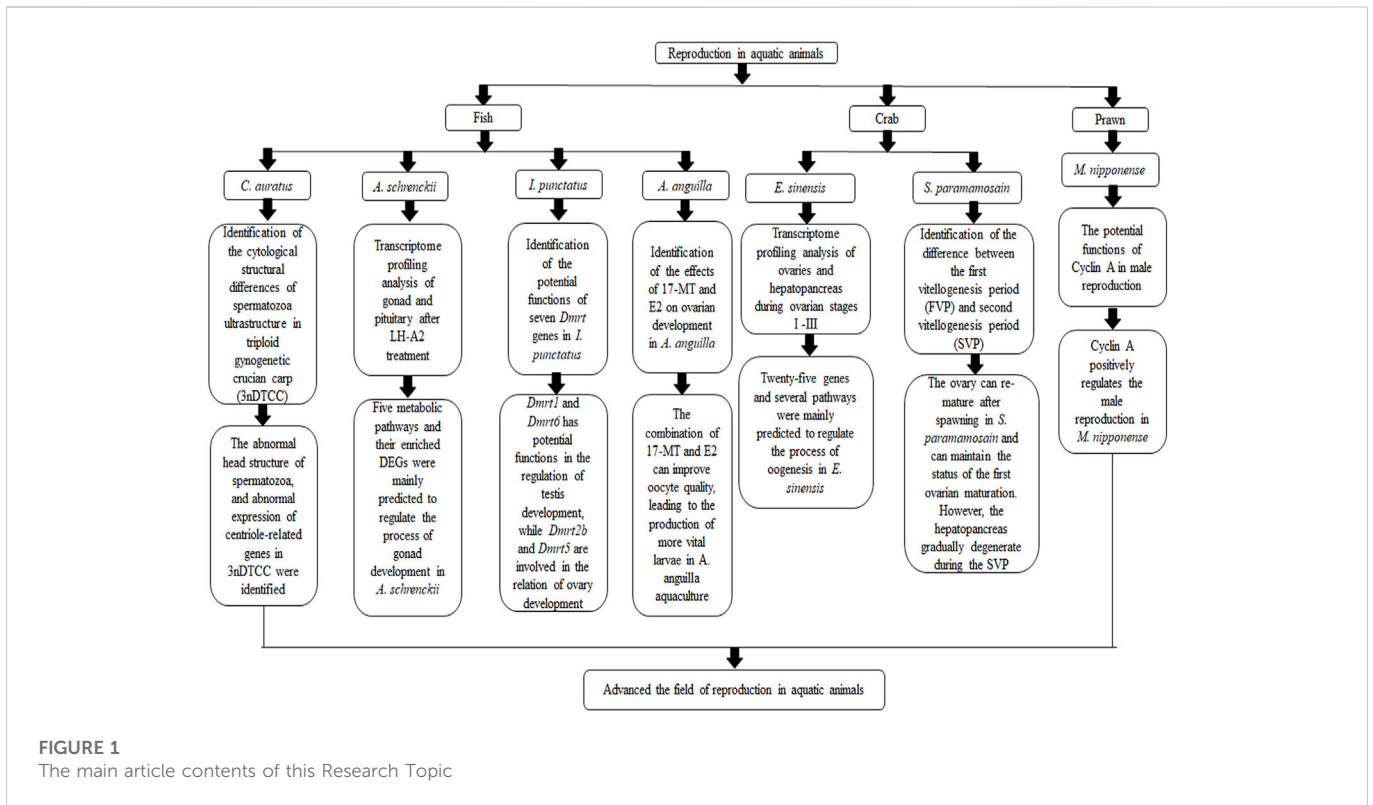 Reproduction in aquatic animals
Fish
Crab
Prawn
C. auratus
A. schrenckii
I. punctatus
A. anguilla
E. sinensis
S. paramamosain
M. nipponense
Identification of
the cytological
structural
differences of
spermatozoa
ultrastructure in
triploid
gynogenetic
crucian carp
(3nDTCC)
Transcriptome
profiling
analysis of
gonad and
pituitary after
LH-A2
treatment
Identification
of the
potential
functions of
seven Dmrt
genes in I.
punctatus
Identification
of the effects
of 17-MT and
E2 on ovarian
development
in A. anguilla
Transcriptome
profiling analysis of
ovaries and
hepatopancreas
during ovarian stages
I -III
Identification of the
difference between
the first
vitellogenesis period
(FVP) and second
vitellogenesis period
(SVP)
The potential
functions of
Cyclin A in male
reproduction
The abnormal
head structure of
spermatozoa,
and abnormal
expression of
centriole-related
genes in
3nDTCC were
identified
Five metabolic
pathways and
their enriched
DEGs were
mainly
predicted to
regulate the
process of
gonad
development in
A. schrenckii
Dmrt1 and
Dmrt6 has
potential
functions in the
regulation of
testis
development,
while Dmrt2b
and Dmrt5 are
involved in the
relation of ovary
development
The
combination of
17-MT and E2
can improve
oocyte quality,
leading to the
production of
more vital
larvae in A.
anguilla
aquaculture
Twenty-five genes
and several pathways
were mainly
predicted to regulate
the process of
oogenesis in E.
sinensis
The ovary can re-
mature after
spawning in S.
paramamosain and
can maintain the
status of the first
ovarian maturation.
However, the
hepatopancreas
gradually degenerate
during the SVP
Cyclin A
positively
regulates the
male
reproduction in
M. nipponense
Advanced the field of reproduction in aquatic animals
FIGURE 1
The main article contents of this Research Topic